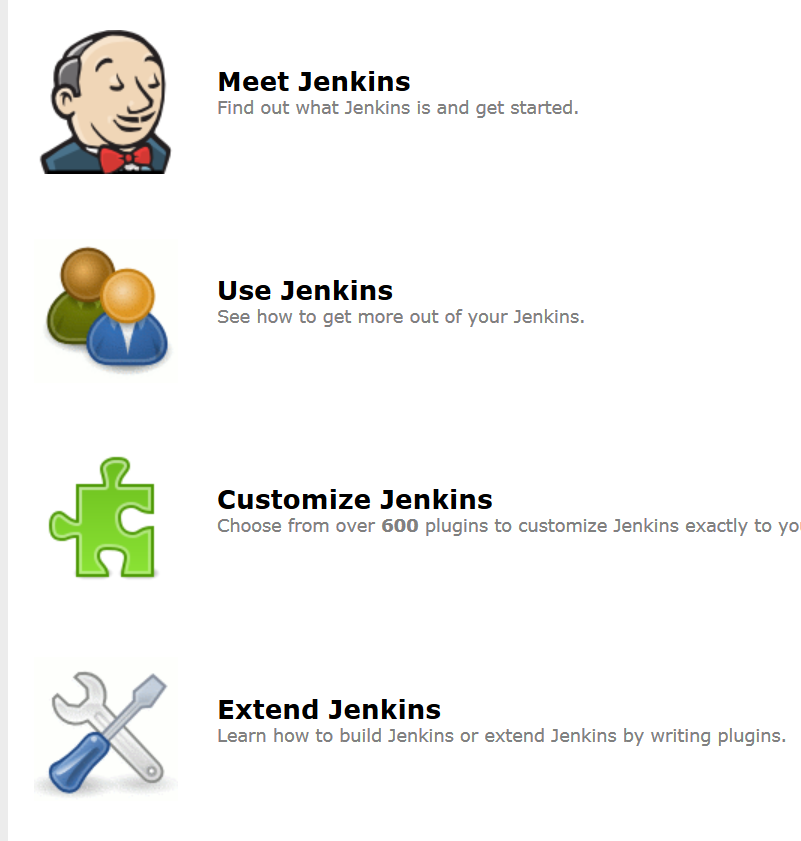 Meet Jenkins
Find out what Jenkins is and get started.
Use Jenkins
See how to get more out of your Jenkins.
Customize Jenkins
Choose from over 600 plugins to customize Jenkins exactly to
Extend Jenkins
Learn how to build Jenkins or extend Jenkins by writing plugins.